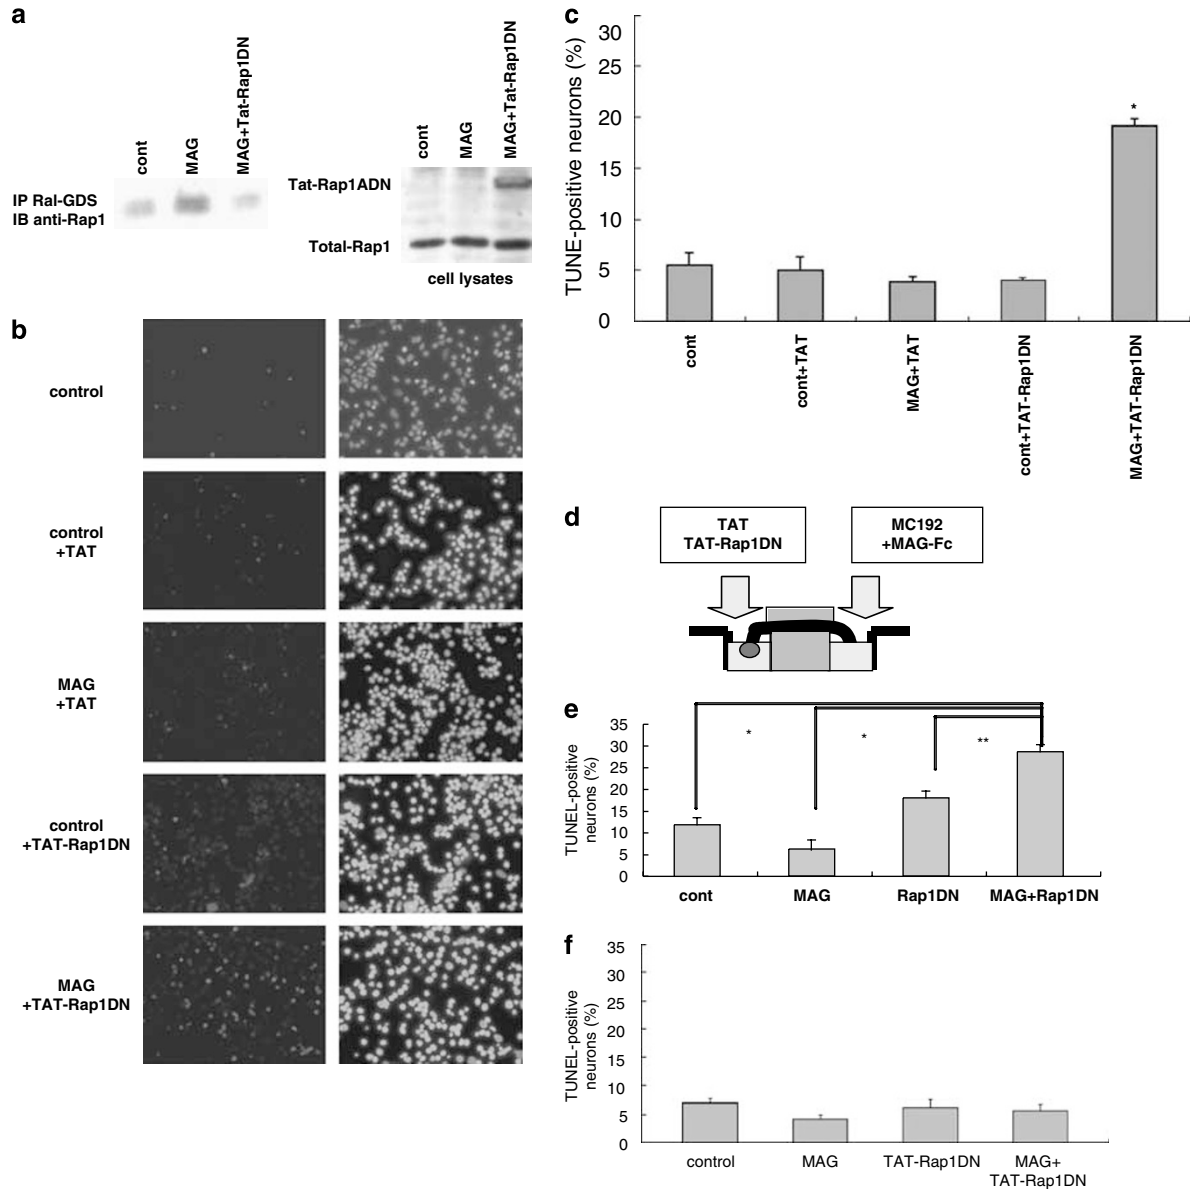 a
cont
MAG
MAG+Tat-Rap1DN
IP Ral-GDS
IB anti-Rap1
cont
MAG
MAG+Tat-Rap1DN
Tat-Rap1ADN
Total-Rap1
cell lysates
b
control
control
+TAT
MAG
+TAT
control
+TAT-Rap1DN
MAG
+TAT-Rap1DN
c
TUNE-positive neurons (%)
30
25
20
15
10
5
0
*
cont
cont+TAT
MAG+TAT
cont+TAT-Rap1DN
MAG+TAT-Rap1DN
d
TAT
TAT-Rap1DN
MC192
+MAG-Fc
e
TUNEL-positive
neurons (%)
35
30
25
20
15
10
5
0
*
*
**
cont
MAG
Rap1DN
MAG+Rap1DN
f
TUNEL-positive
neurons (%)
35
30
25
20
15
10
5
0
control
MAG
TAT-Rap1DN
MAG+
TAT-Rap1DN